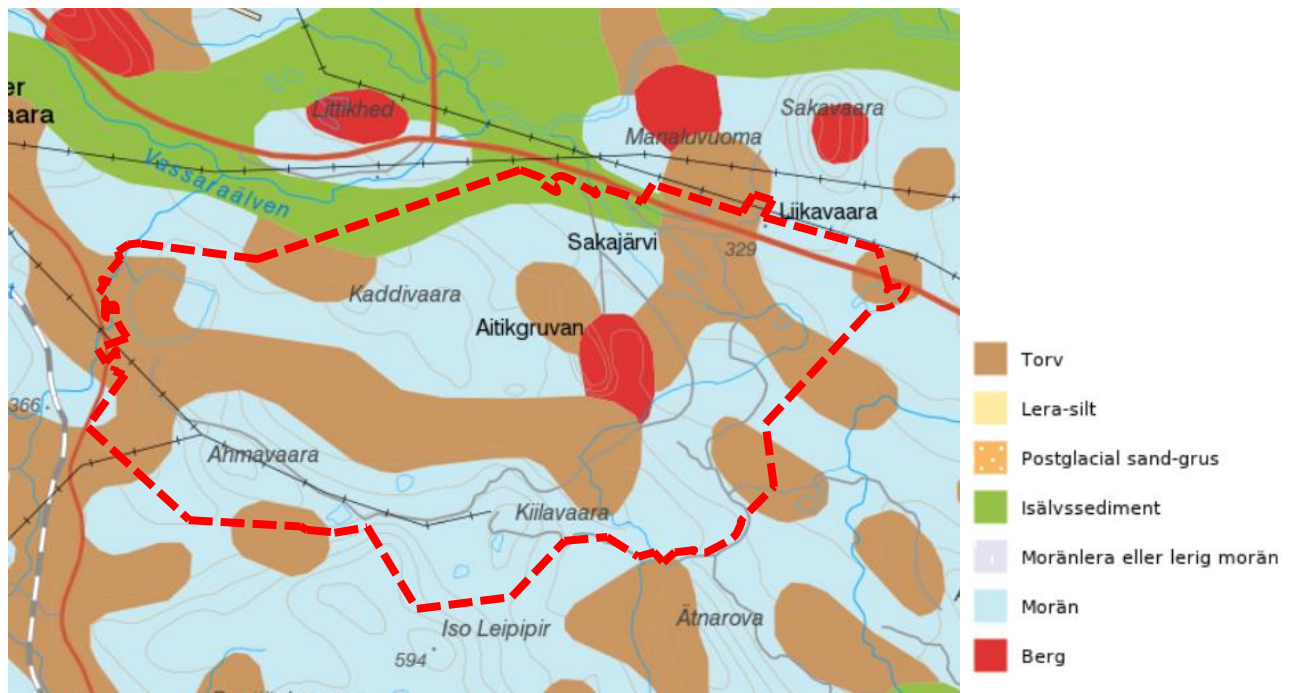 Littikhed
Sakavaara
er
aara
Manaluvuoma
Vassaraälven
Liikavaara
Sakajärvi
329
Kaddivaara
Aitikgruvan
366
Ahmavaara
Kiilavaara
Iso Leipipir
Ätnarova
594
Torv
Lera-silt
Postglacial sand-grus
Isälvssediment
Moränlera eller lerig morän
Morän
Berg